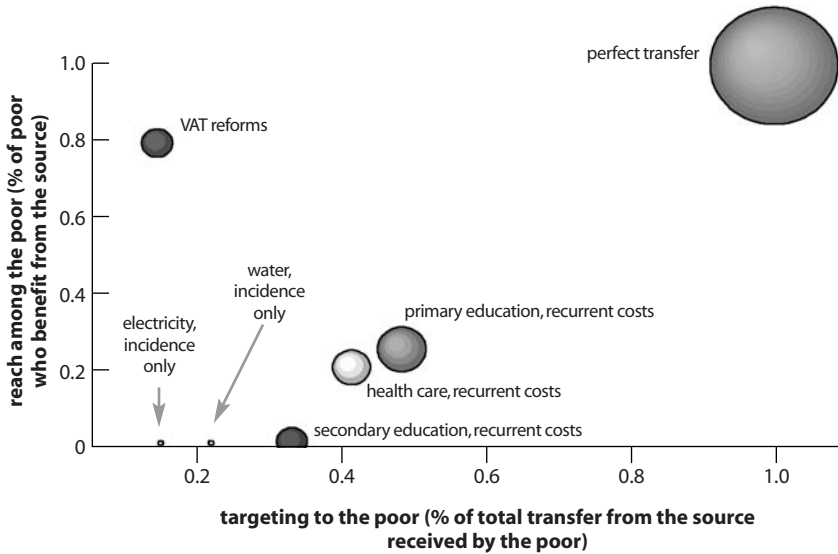 perfect transfer
1.0
VAT reforms
0.8
0.6
water,
incidence
only
0.4
electricity,
incidence
only
primary education, recurrent costs
0.2
health care, recurrent costs
secondary education, recurrent costs
0
0.2
0.4
0.6
0.8
1.0
reach among the poor (% of poor
who benefit from the source)
targeting to the poor (% of total transfer from the source
received by the poor)